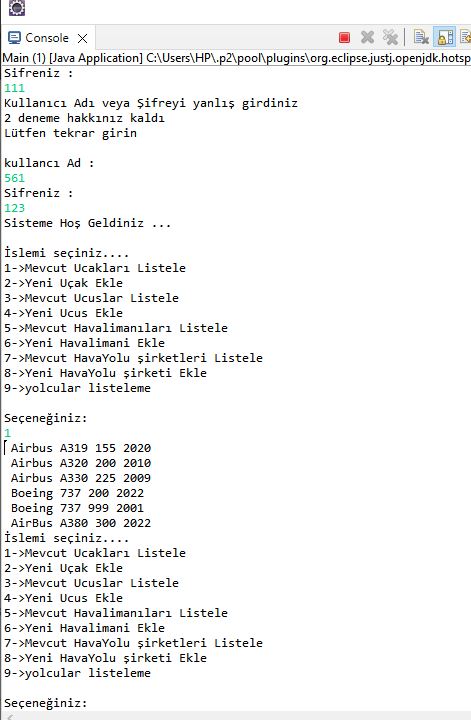 Console
Main (1) [Java Application] C:\Users\HP\.p2\pool\plugins\org.eclipse.justj.openjdk.hotsp
Sifreniz :
111
Kullanıcı Adı veya Şifreyi yanlış girdiniz
2 deneme hakkınız kaldı
Lütfen tekrar girin
kullancı Ad :
561
Sifreniz :
123
Sisteme Hoş Geldiniz ...
İslemi seçiniz....
1->Mevcut Ucakları Listele
2->Yeni Uçak Ekle
3->Mevcut Ucuslar Listele
4->Yeni Ucus Ekle
5->Mevcut Havalimanıları Listele
6->Yeni Havalimani Ekle
7->Mevcut HavaYolu şirketleri Listele
8->Yeni HavaYolu şirketi Ekle
9->yolcular listeleme
Seçeneğiniz:
1
Airbus A319 155 2020
Airbus A320 200 2010
Airbus A330 225 2009
Boeing 737 200 2022
Boeing 737 999 2001
AirBus A380 300 2022
İslemi seçiniz....
1->Mevcut Ucakları Listele
2->Yeni Uçak Ekle
3->Mevcut Ucuslar Listele
4->Yeni Ucus Ekle
5->Mevcut Havalimanıları Listele
6->Yeni Havalimani Ekle
7->Mevcut HavaYolu şirketleri Listele
8->Yeni HavaYolu şirketi Ekle
9->yolcular listeleme
Seçeneğiniz: